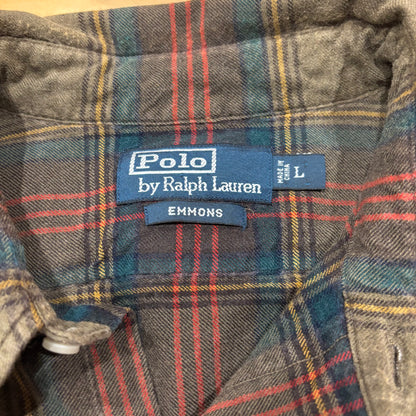 Polo
by Ralph Lauren
EMMONS
MADE IN
CHINA
L